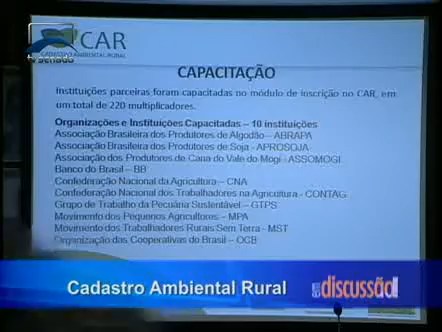 CAR
CADASTRO AMBIENTAL RURAL
tv senado
CAPACITAÇÃO
Instituições parceiras foram capacitadas no módulo de inscrição no CAR, em
um total de 220 multiplicadores.
Organizações e Instituições Capacitadas – 10 instituições
Associação Brasileira dos Produtores de Algodão - ABRAPA
Associação Brasileira dos Produtores de Soja - APROSOJA
Associação dos Produtores de Cana do Vale do Mogi - ASSOMOGI
Banco do Brasil – BB
Confederação Nacional da Agricultura – CNA
Confederação Nacional dos Trabalhadores na Agricultura - CONTAG
Grupo de Trabalho da Pecuária Sustentável – GTPS
Movimento dos Pequenos Agricultores – MPA
Movimento dos Trabalhadores Rurais Sem Terra - MST
Organização das Cooperativas do Brasil – OCB
Cadastro Ambiental Rural
em discussão!